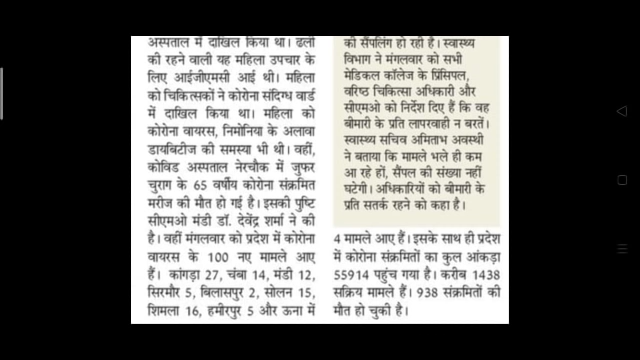 अस्पताल में दाखिल किया था। ढली
की रहने वाली यह महिला उपचार के
लिए आईजीएमसी आई थी। महिला
को चिकित्सकों ने कोरोना संदिग्ध वार्ड
में दाखिल किया था। महिला को
कोरोना वायरस, निमोनिया के अलावा
डायबिटीज की समस्या भी थी। वहीं,
कोविड अस्पताल नेरचौक में जुफर
चुराग के 65 वर्षीय कोरोना संक्रमित
मरीज की मौत हो गई है। इसकी पुष्टि
सीएमओ मंडी डॉ. देवेंद्र शर्मा ने की
है। वहीं मंगलवार को प्रदेश में कोरोना
वायरस के 100 नए मामले आए
हैं। कांगड़ा 27, चंबा 14, मंडी 12,
सिरमौर 5, बिलासपुर 2, सोलन 15,
शिमला 16, हमीरपुर 5 और ऊना में
की सैंपलिंग हो रही है। स्वास्थ्य
विभाग ने मंगलवार को सभी
मेडिकल कॉलेज के प्रिंसिपल,
वरिष्ठ चिकित्सा अधिकारी और
सीएमओ को निर्देश दिए हैं कि वह
बीमारी के प्रति लापरवाही न बरतें।
स्वास्थ्य सचिव अमिताभ अवस्थी
ने बताया कि मामले भले ही कम
आ रहे हों, सैंपल की संख्या नहीं
घटेगी। अधिकारियों को बीमारी के
प्रति सतर्क रहने को कहा है।
4 मामले आए हैं। इसके साथ ही प्रदेश
में कोरोना संक्रमितों का कुल आंकड़ा
55914 पहुंच गया है। करीब 1438
सक्रिय मामले हैं। 938 संक्रमितों की
मौत हो चुकी है।